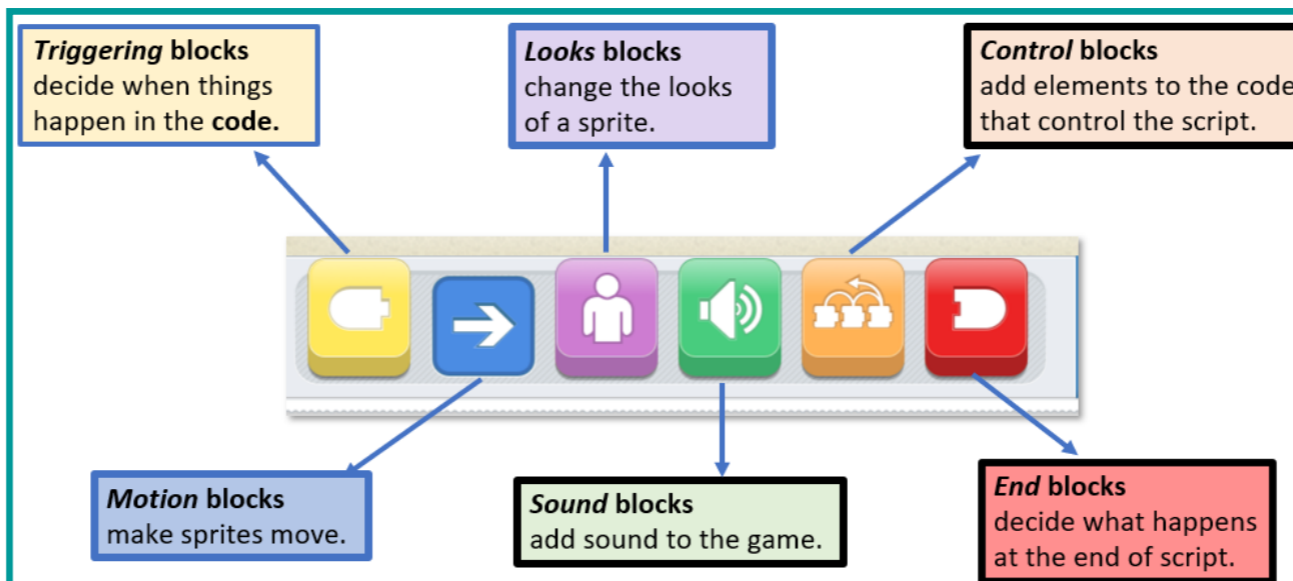 Triggering blocks
decide when things
happen in the code.
Looks blocks
change the looks
of a sprite.
Control blocks
add elements to the code
that control the script.
Motion blocks
make sprites move.
Sound blocks
add sound to the game.
End blocks
decide what happens
at the end of script.